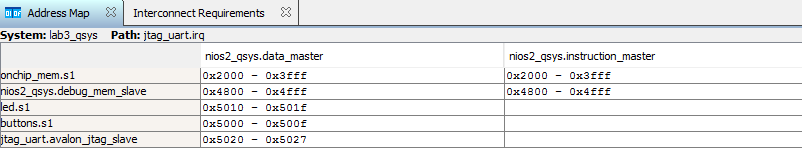 Address Map Interconnect Requirements
System: lab3_qsys Path: jtag_uart.irq
nios2_qsys.data_master nios2_qsys.instruction_master
onchip_mem.s1 0x2000 - 0x3fff 0x2000 - 0x3fff
nios2_qsys.debug_mem_slave 0x4800 - 0x4fff 0x4800 - 0x4fff
led.s1 0x5010 - 0x501f
buttons.s1 0x5000 - 0x500f
jtag_uart.avalon_jtag_slave 0x5020 - 0x5027